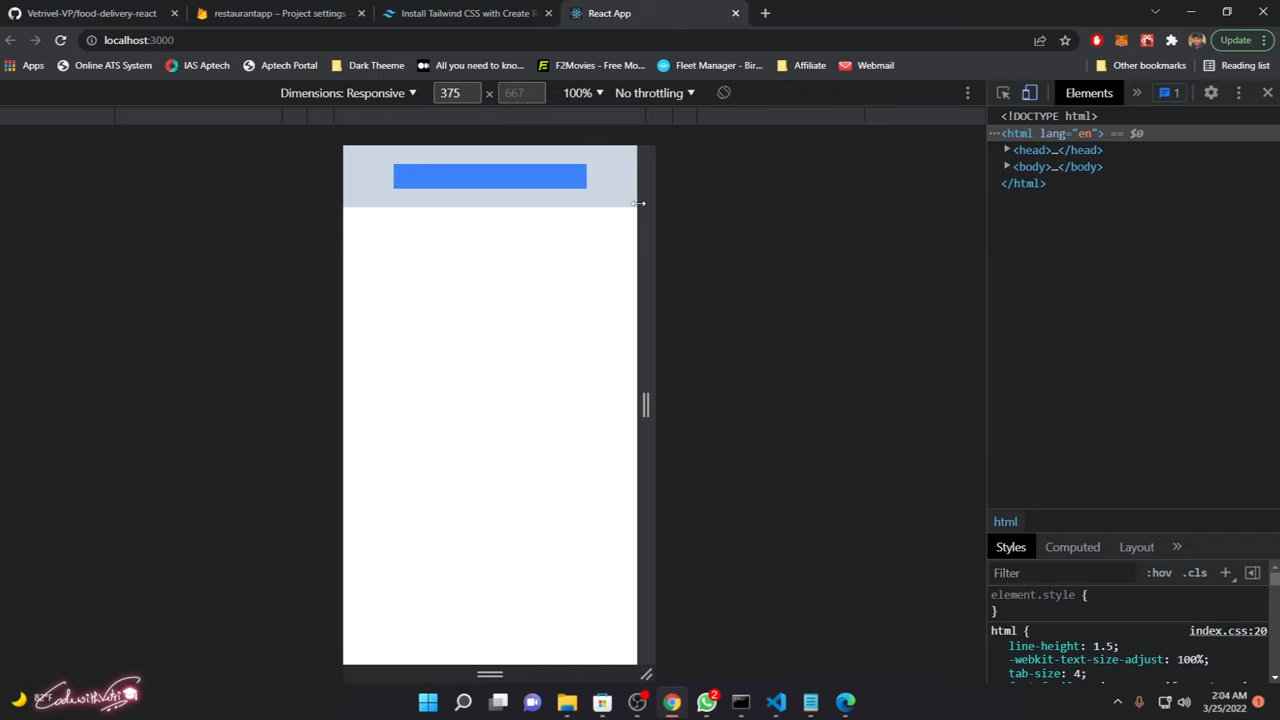 Vetrivel-VP/food-delivery-react
restaurantapp – Project settings -
Install Tailwind CSS with Create R
React App
localhost:3000
Update
Apps
Online ATS System
IAS Aptech
Aptech Portal
Dark Theeme
All you need to kno...
F2Movies - Free Mo...
Fleet Manager - Bir...
Affiliate
Webmail
Other bookmarks
Reading list
Dimensions: Responsive
375 × 667
100%
No throttling
Elements
1
<!DOCTYPE html>
<html lang="en"> == $0
<head>…</head>
<body>…</body>
</html>
html
Styles
Computed
Layout
Filter
:hov
.cls
element.style {
}
html {
index.css:20
line-height: 1.5;
-webkit-text-size-adjust: 100%;
tab-size: 4;
82°F
CodewithVetri
2
2:04 AM
3/25/2022
1